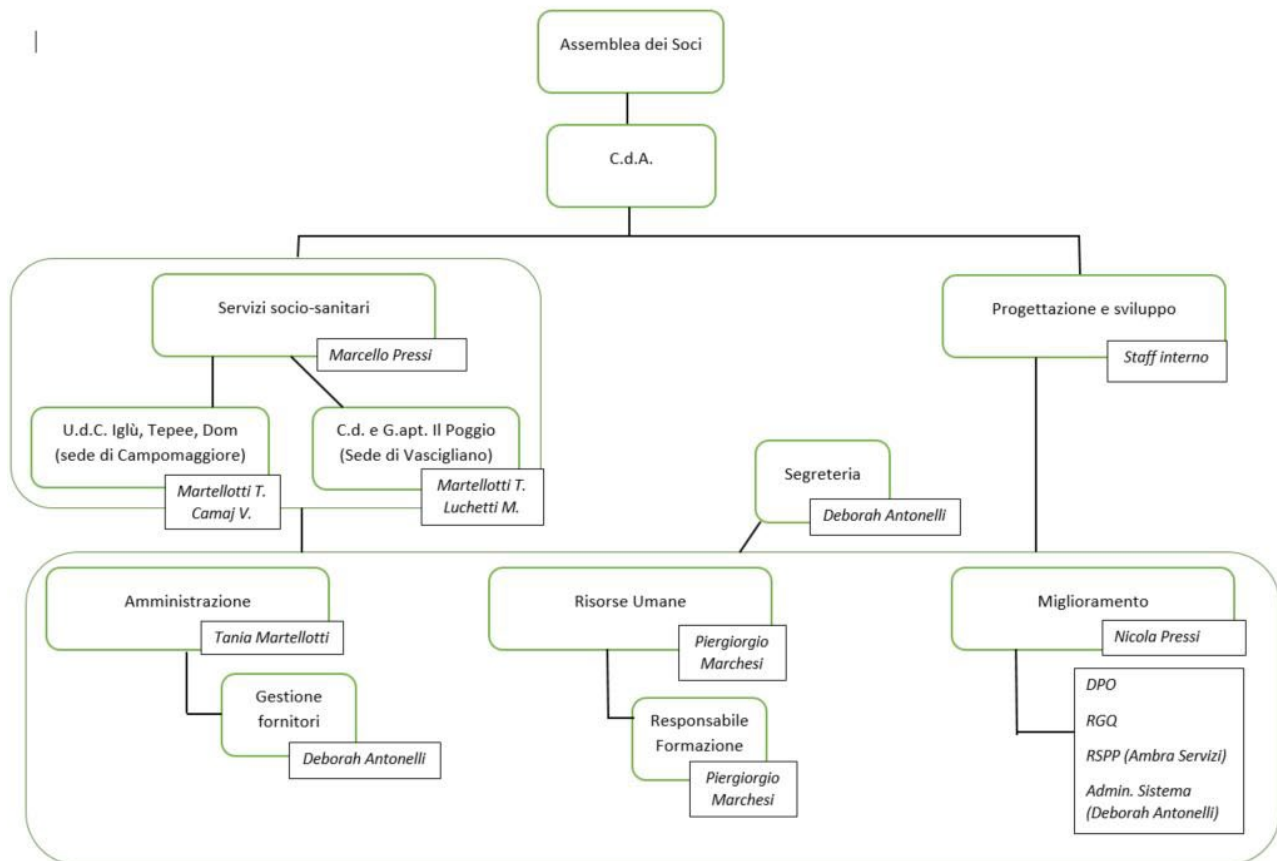 Assemblea dei Soci
C.d.A.
Servizi socio-sanitari
Marcello Pressi
Progettazione e sviluppo
Staff interno
U.d.C. Iglù, Tepee, Dom
(sede di Campomaggiore)
Martellotti T.
Camaj V.
C.d. e G.apt. Il Poggio
(Sede di Vascigliano)
Martellotti T.
Luchetti M.
Segreteria
Deborah Antonelli
Amministrazione
Tania Martellotti
Gestione
fornitori
Deborah Antonelli
Risorse Umane
Piergiorgio
Marchesi
Responsabile
Formazione
Piergiorgio
Marchesi
Miglioramento
Nicola Pressi
DPO
RGQ
RSPP (Ambra Servizi)
Admin. Sistema
(Deborah Antonelli)